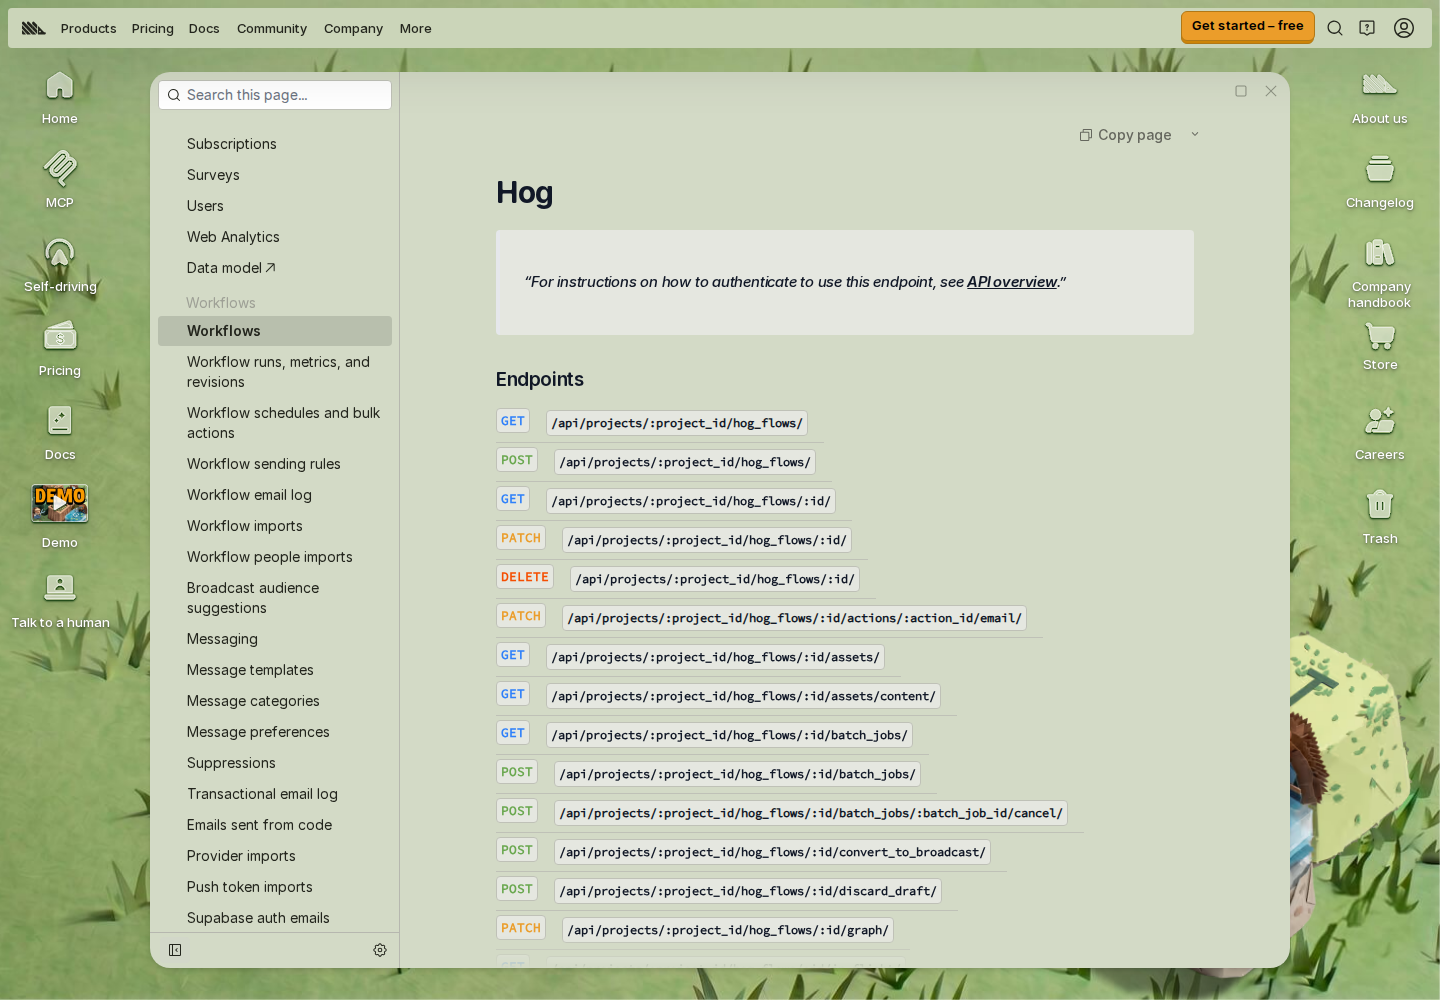 Products Pricing Docs Community Company More
Get started – free
Home
MCP
Self-driving
Pricing
$
Docs
DEMO
Demo
Talk to a human
Search this page...
Subscriptions
Surveys
Users
Web Analytics
Data model
Workflows
Workflows
Workflow runs, metrics, and
revisions
Workflow schedules and bulk
actions
Workflow sending rules
Workflow email log
Workflow imports
Workflow people imports
Broadcast audience
suggestions
Messaging
Message templates
Message categories
Message preferences
Suppressions
Transactional email log
Emails sent from code
Provider imports
Push token imports
Supabase auth emails
Copy page
Hog
“For instructions on how to authenticate to use this endpoint, see API overview.”
Endpoints
GET /api/projects/:project_id/hog_flows/
POST /api/projects/:project_id/hog_flows/
GET /api/projects/:project_id/hog_flows/:id/
PATCH /api/projects/:project_id/hog_flows/:id/
DELETE /api/projects/:project_id/hog_flows/:id/
PATCH /api/projects/:project_id/hog_flows/:id/actions/:action_id/email/
GET /api/projects/:project_id/hog_flows/:id/assets/
GET /api/projects/:project_id/hog_flows/:id/assets/content/
GET /api/projects/:project_id/hog_flows/:id/batch_jobs/
POST /api/projects/:project_id/hog_flows/:id/batch_jobs/
POST /api/projects/:project_id/hog_flows/:id/batch_jobs/:batch_job_id/cancel/
POST /api/projects/:project_id/hog_flows/:id/convert_to_broadcast/
POST /api/projects/:project_id/hog_flows/:id/discard_draft/
PATCH /api/projects/:project_id/hog_flows/:id/graph/
GET
About us
Changelog
Company
handbook
Store
Careers
Trash